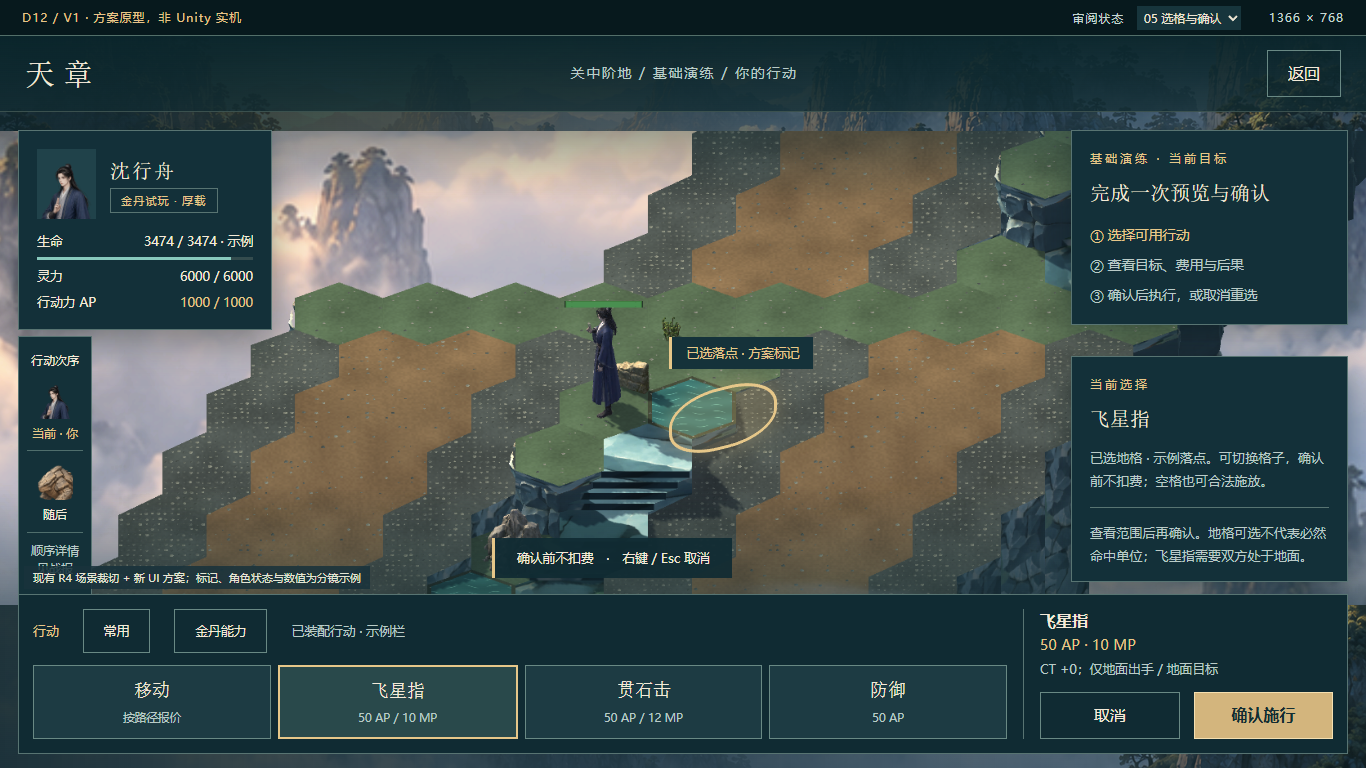 D12 / V1 · 方案原型，非 Unity 实机
审阅状态
05 选格与确认
1366 × 768
天章
关中阶地 / 基础演练 / 你的行动
返回
沈行舟
金丹试玩 · 厚载
生命 3474 / 3474 · 示例
灵力 6000 / 6000
行动力 AP 1000 / 1000
基础演练 · 当前目标
完成一次预览与确认
① 选择可用行动
② 查看目标、费用与后果
③ 确认后执行，或取消重选
行动次序
当前 · 你
随后
顺序详情
已选落点 · 方案标记
当前选择
飞星指
已选地格 · 示例落点。可切换格子，确认
前不扣费；空格也可合法施放。
查看范围后再确认。地格可选不代表必然
命中单位；飞星指需要双方处于地面。
确认前不扣费 · 右键 / Esc 取消
现有 R4 场景裁切 + 新 UI 方案；标记、角色状态与数值为分镜示例
行动
常用
金丹能力
已装配行动 · 示例栏
移动
按路径报价
飞星指
50 AP / 10 MP
贯石击
50 AP / 12 MP
防御
50 AP
飞星指
50 AP · 10 MP
CT +0；仅地面出手 / 地面目标
取消
确认施行